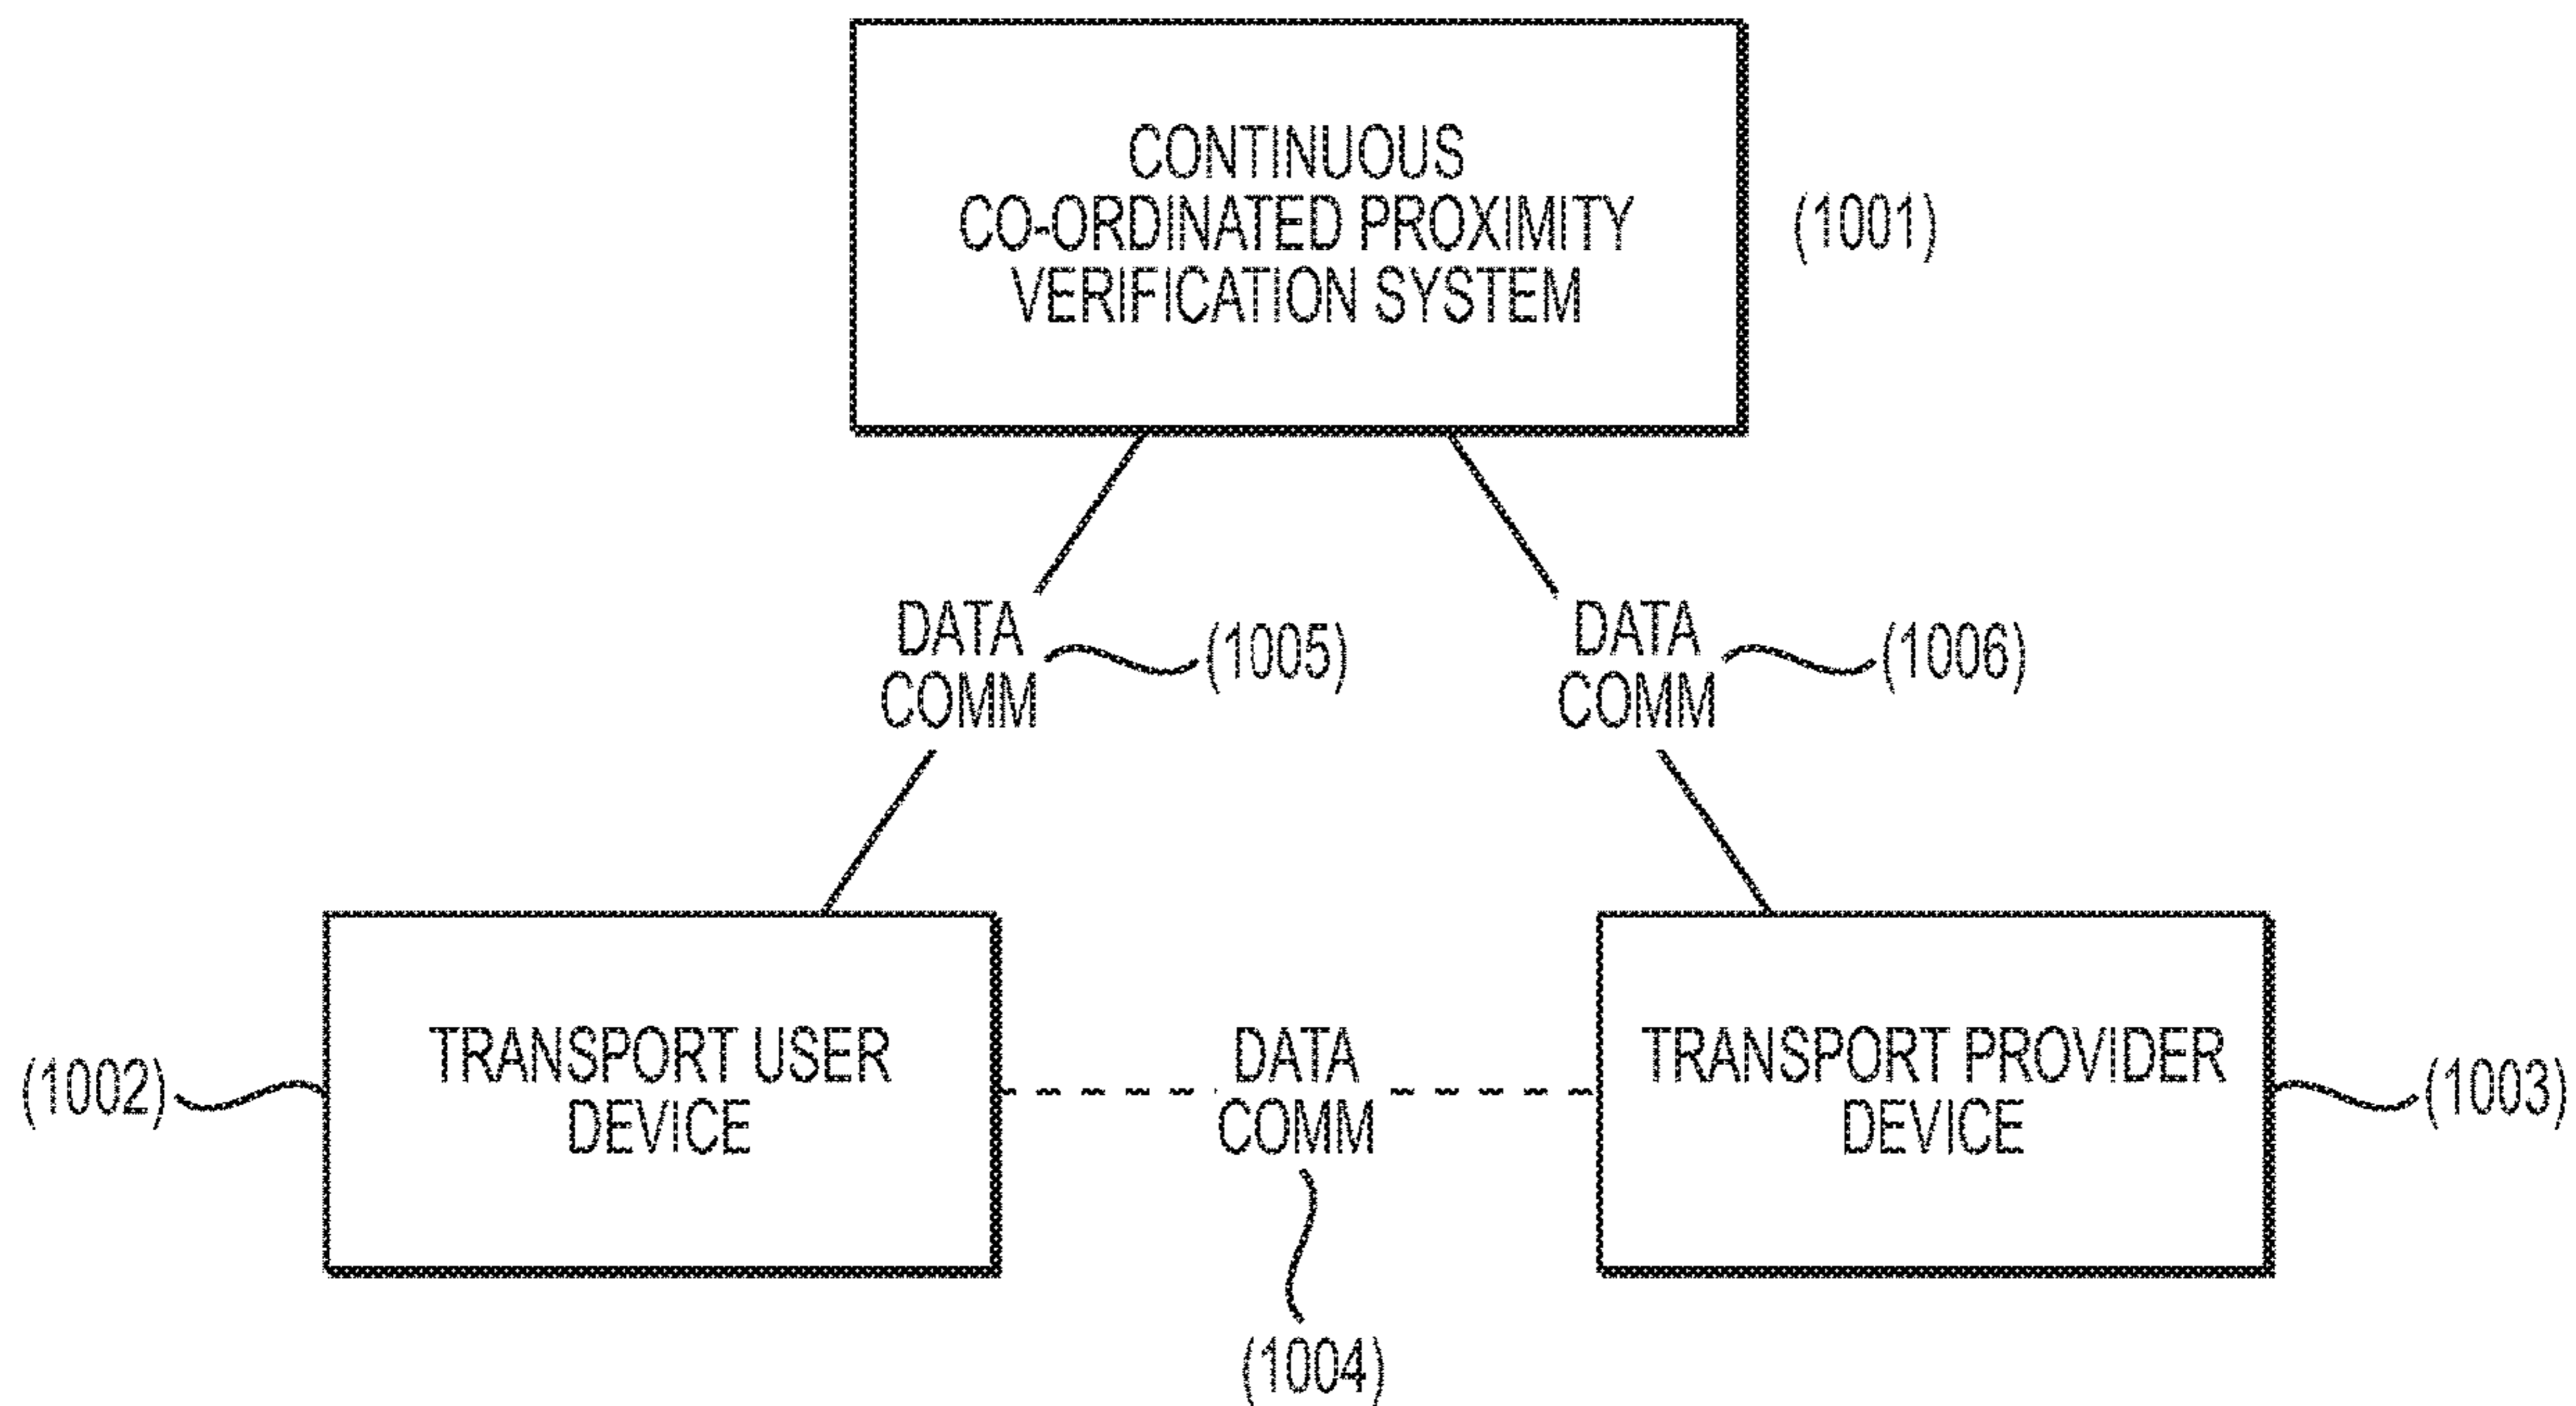 CONTINUOUS
CO-ORDINATED PROXIMITY
VERIFICATION SYSTEM
(1001)
DATA
COMM
(1005)
DATA
COMM
(1006)
(1002)
TRANSPORT USER
DEVICE
DATA
COMM
(1004)
TRANSPORT PROVIDER
DEVICE
(1003)